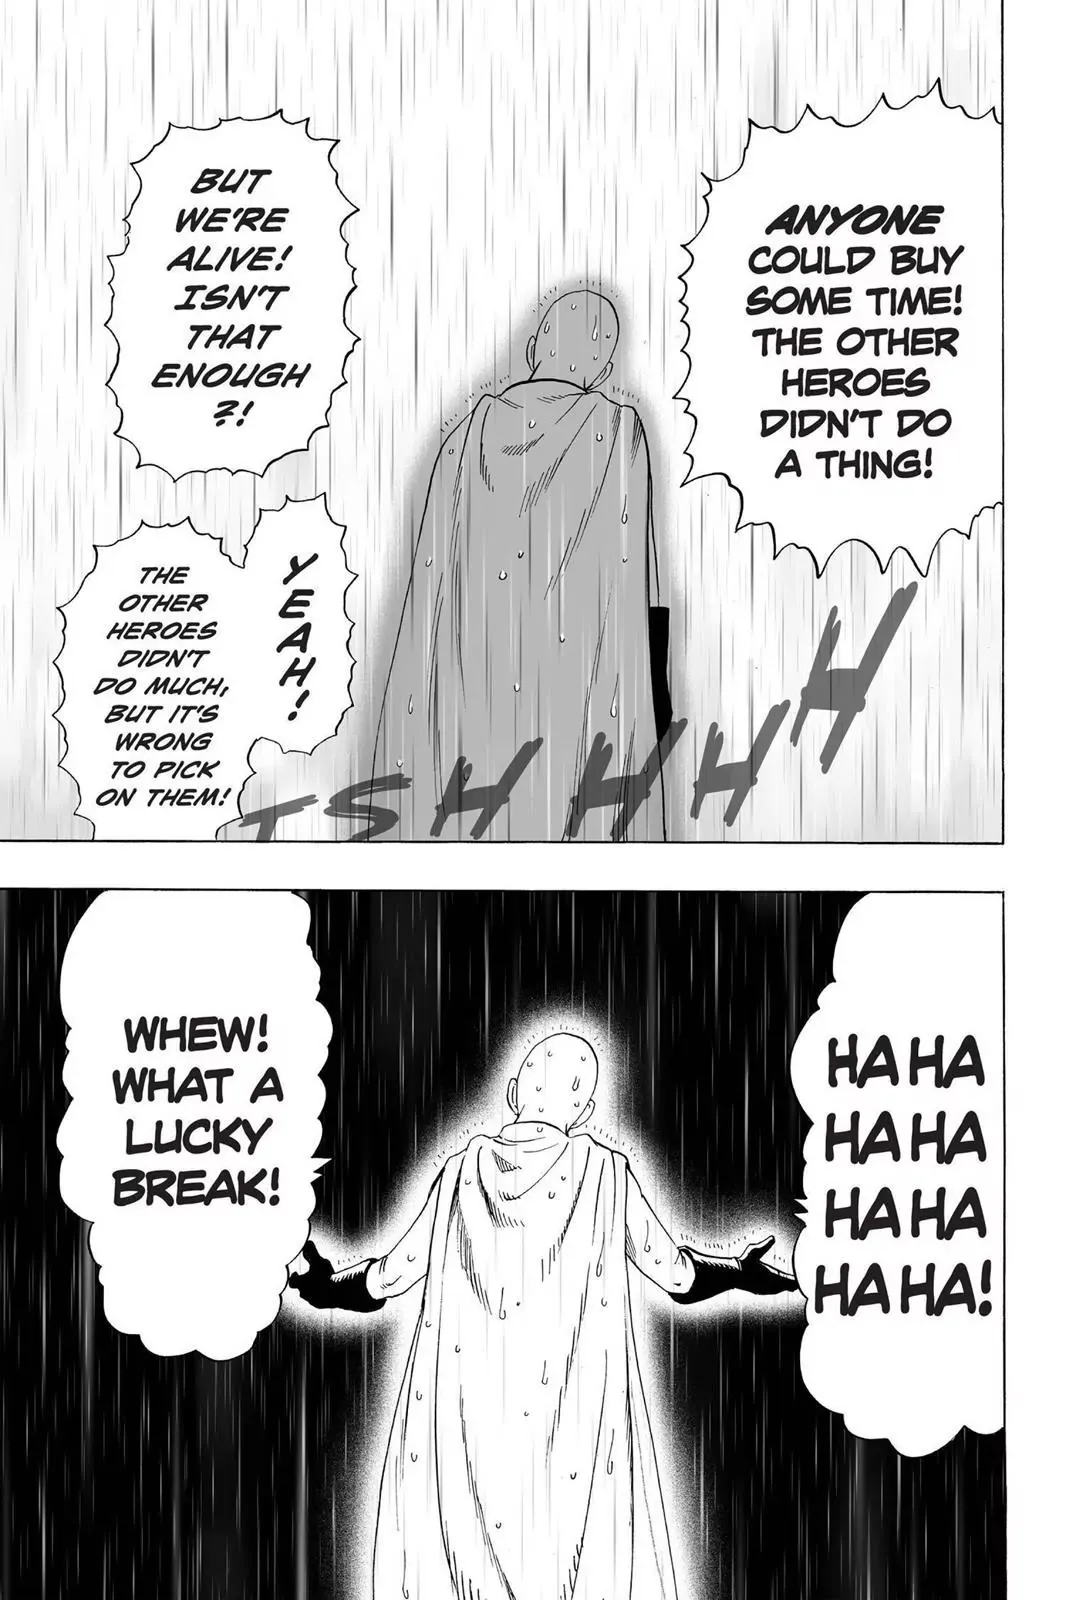 ANYONE
COULD BUY
SOME TIME!
THE OTHER
HEROES
DIDN'T DO
A THING!
BUT
WE'RE
ALIVE!
ISN'T
THAT
ENOUGH
?!
YEAH!
THE
OTHER
HEROES
DIDN'T
DO MUCH,
BUT IT'S
WRONG
TO PICK
ON THEM!
TSHHHH
HA HA
HA HA
HA HA
HA HA!
WHEW!
WHAT A
LUCKY
BREAK!